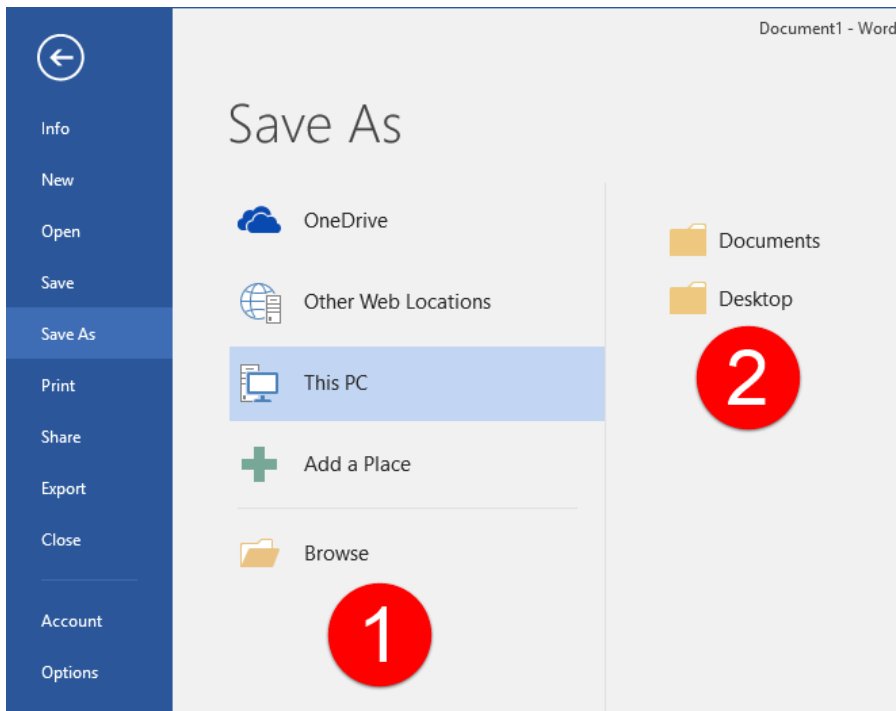 Document1 - Word
Info
New
Open
Save
Save As
Print
Share
Export
Close
Account
Options
Save As
OneDrive
Other Web Locations
This PC
Add a Place
Browse
1
Documents
Desktop
2